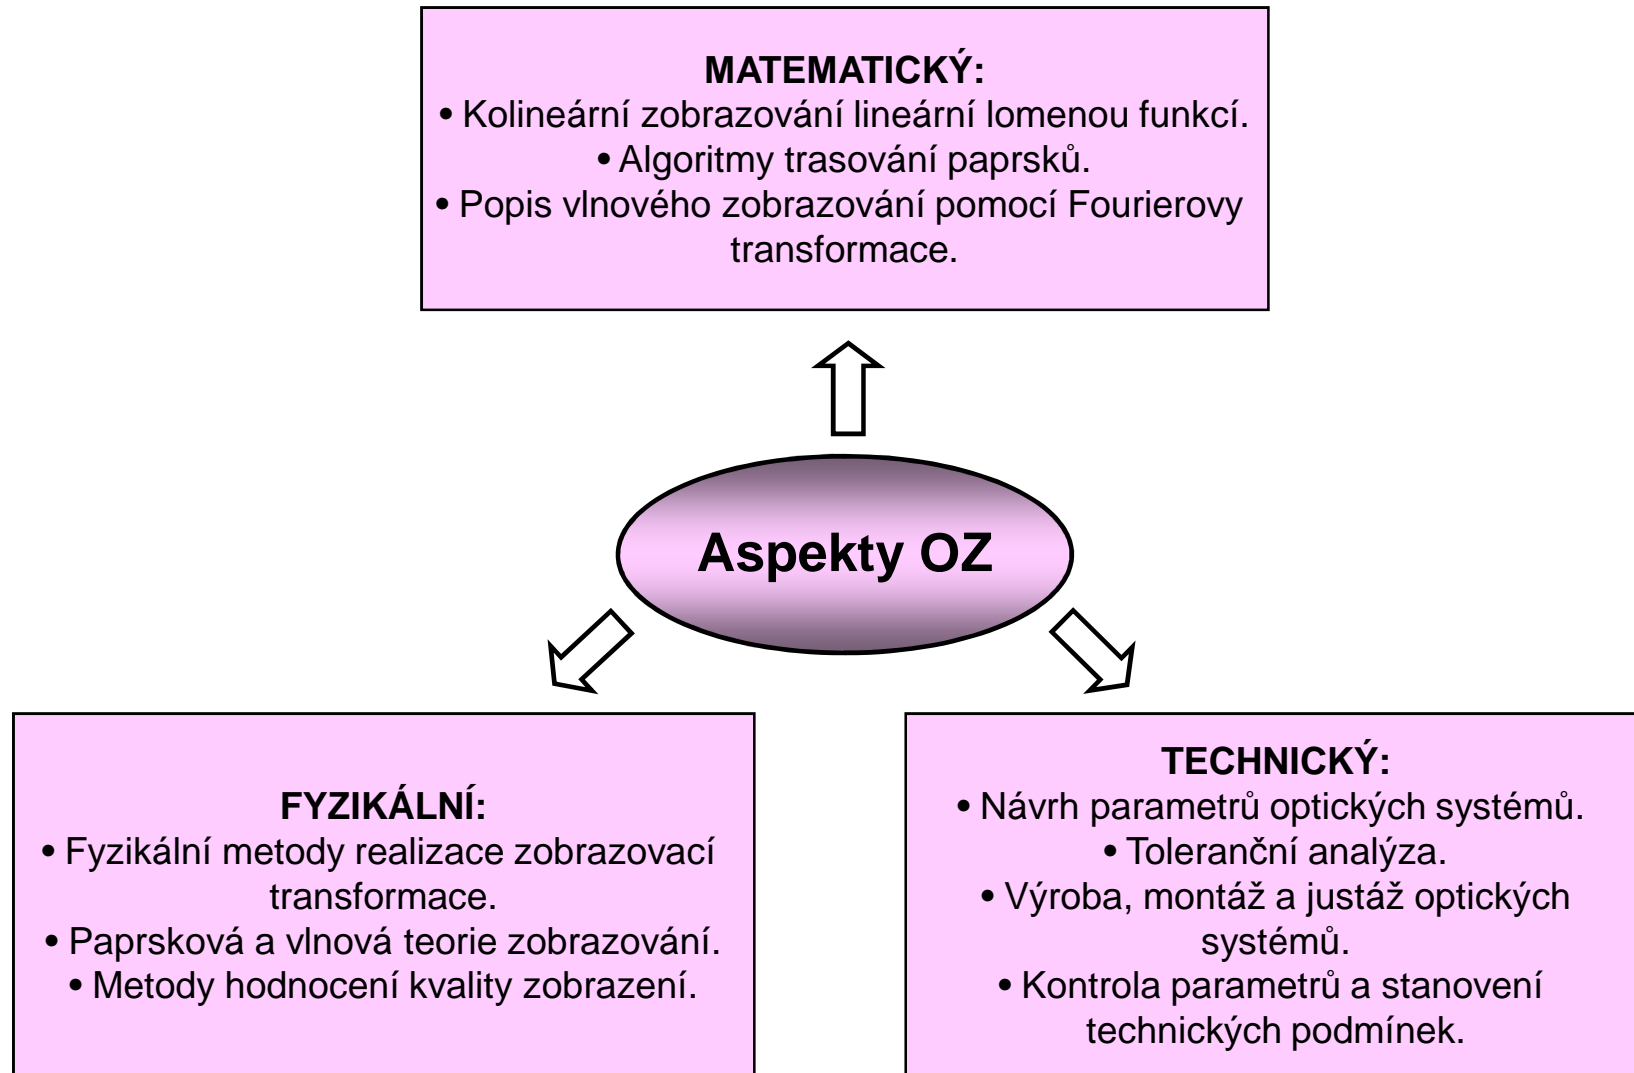 MATEMATICKÝ:
• Kolineární zobrazování lineární lomenou funkcí.
• Algoritmy trasování paprsků.
• Popis vlnového zobrazování pomocí Fourierovy
transformace.
Aspekty OZ
FYZIKÁLNÍ:
• Fyzikální metody realizace zobrazovací
transformace.
• Paprsková a vlnová teorie zobrazování.
• Metody hodnocení kvality zobrazení.
TECHNICKÝ:
• Návrh parametrů optických systémů.
• Toleranční analýza.
• Výroba, montáž a justáž optických
systémů.
• Kontrola parametrů a stanovení
technických podmínek.